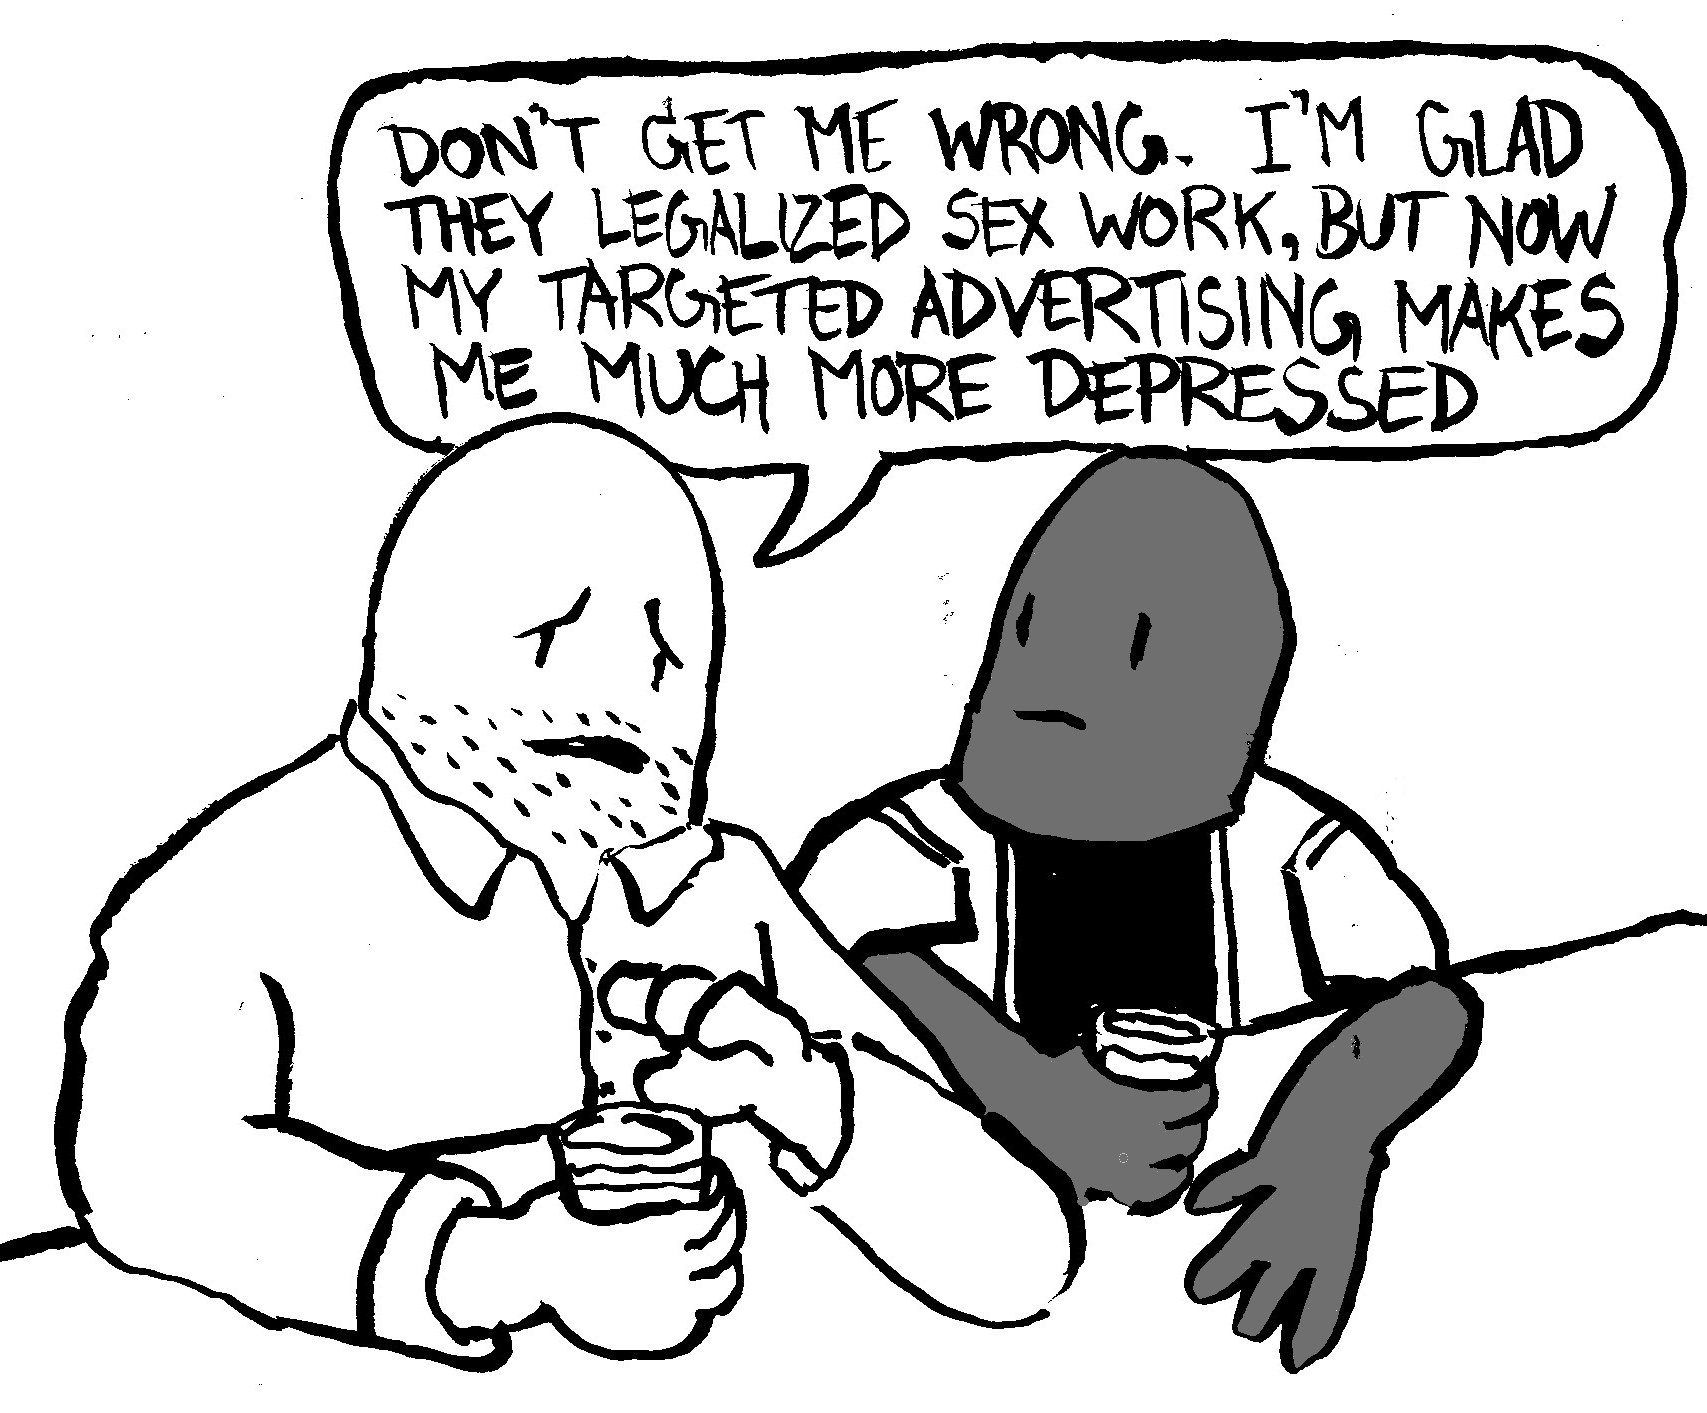 DON'T GET ME WRONG. I'M GLAD
THEY LEGALIZED SEX WORK, BUT NOW
MY TARGETED ADVERTISING MAKES
ME MUCH MORE DEPRESSED